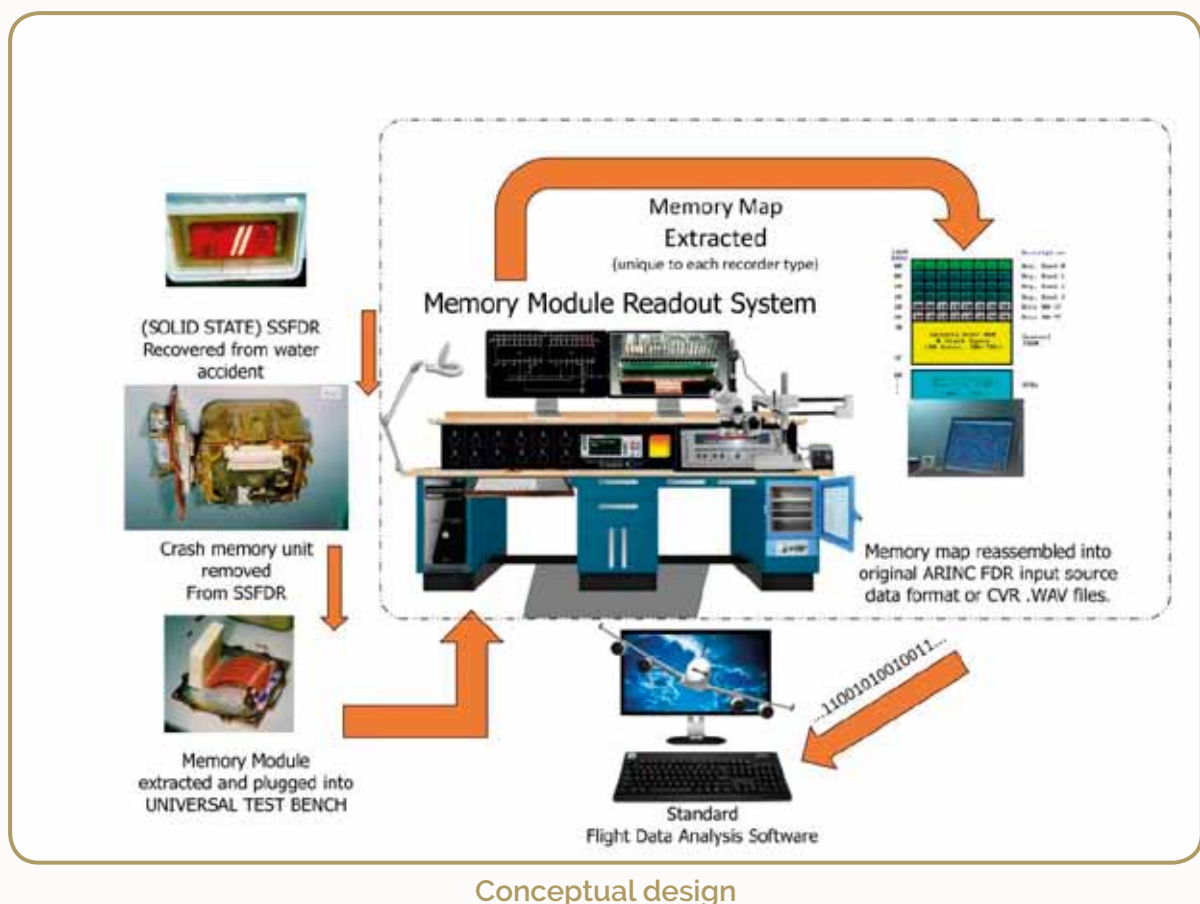 Memory Map
Extracted
(unique to each recorder type)
Memory Module Readout System
(SOLID STATE) SSFDR
Recovered from water
accident
Crash memory unit
removed
From SSFDR
Memory Module
extracted and plugged into
UNIVERSAL TEST BENCH
Memory map reassembled into
original ARINC FDR input source
data format or CVR .WAV files.
...11001010010011...
Standard
Flight Data Analysis Software
Conceptual design